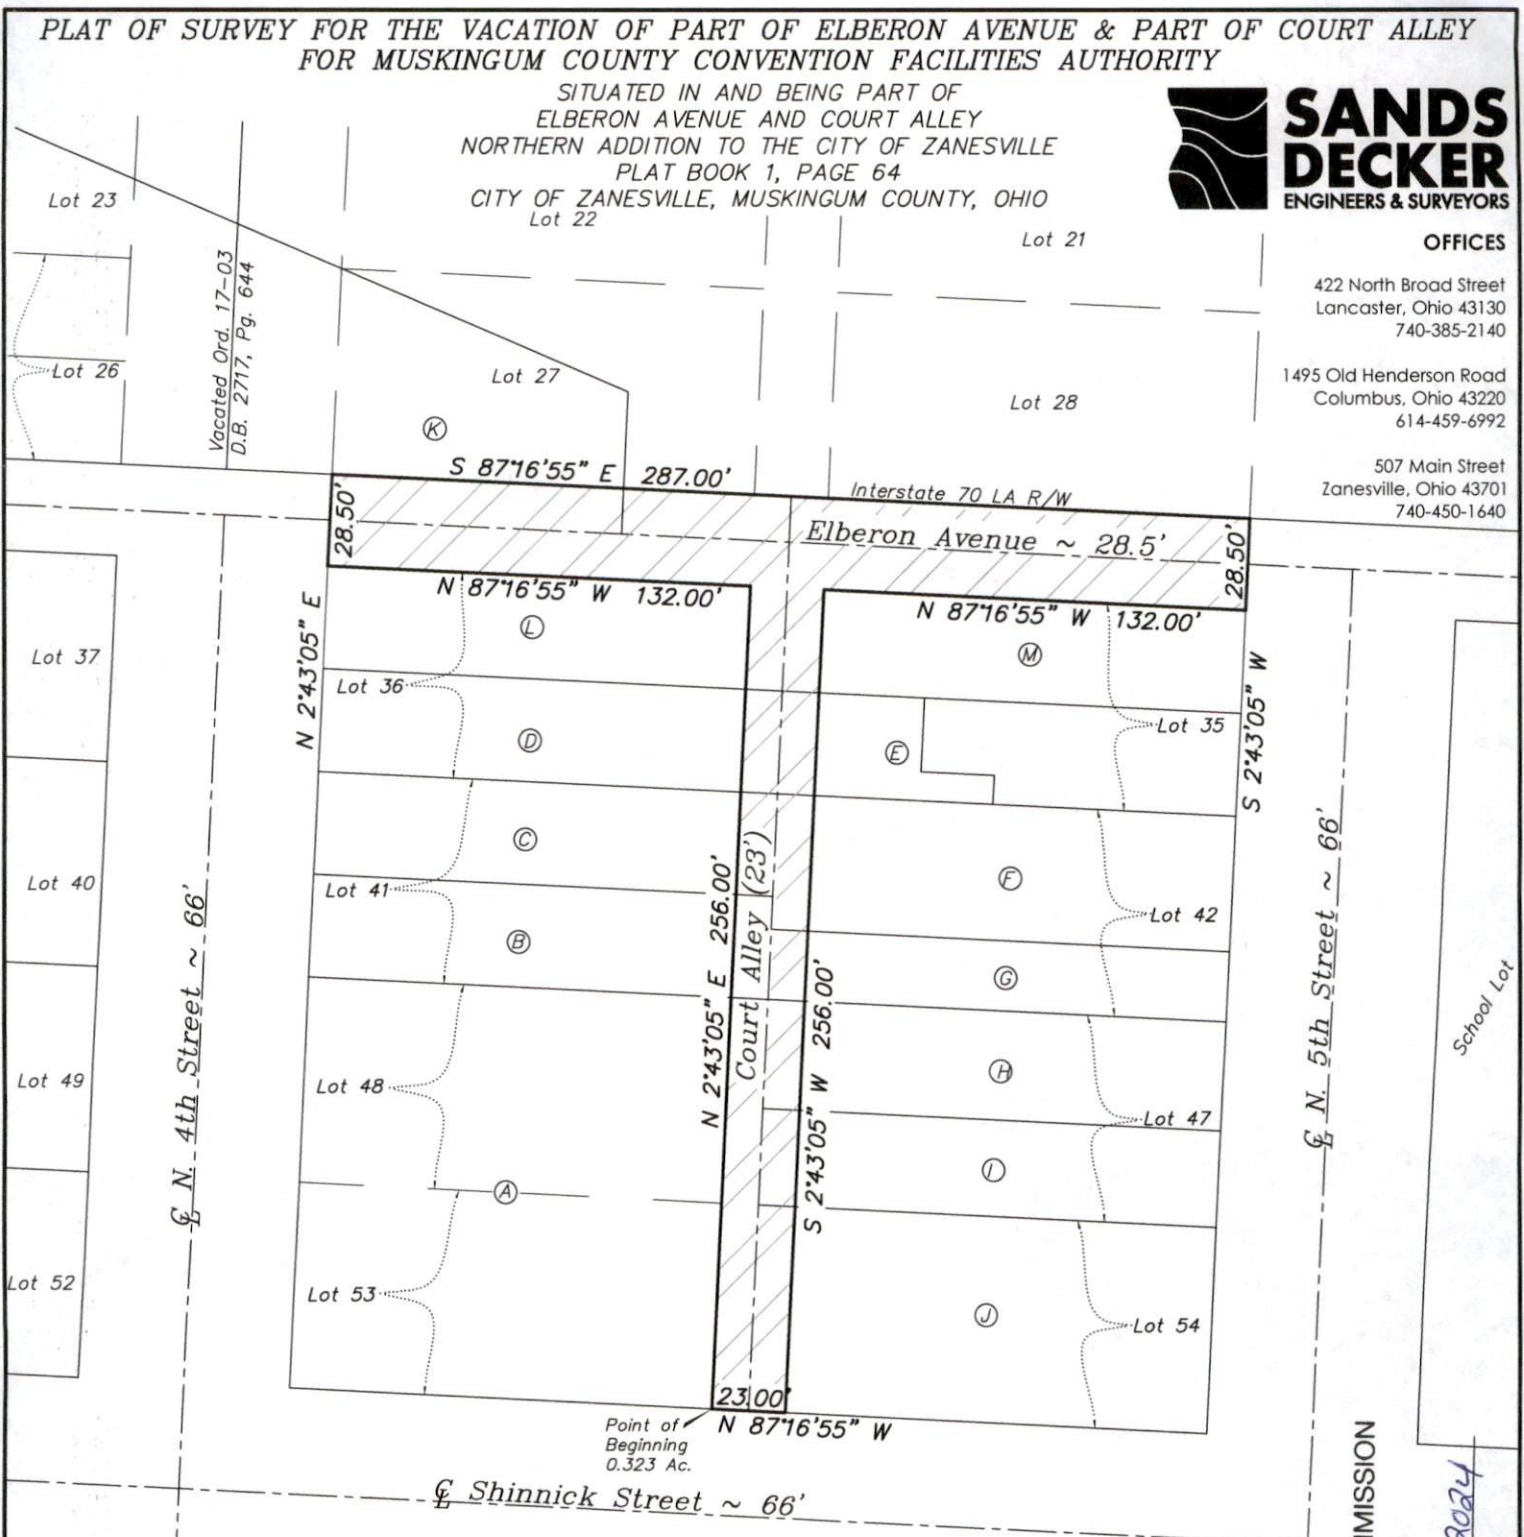 PLAT OF SURVEY FOR THE VACATION OF PART OF ELBERON AVENUE & PART OF COURT ALLEY
FOR MUSKINGUM COUNTY CONVENTION FACILITIES AUTHORITY
SITUATED IN AND BEING PART OF
ELBERON AVENUE AND COURT ALLEY
NORTHERN ADDITION TO THE CITY OF ZANESVILLE
PLAT BOOK 1, PAGE 64
CITY OF ZANESVILLE, MUSKINGUM COUNTY, OHIO
SANDS
DECKER
ENGINEERS & SURVEYORS
OFFICES
422 North Broad Street
Lancaster, Ohio 43130
740-385-2140
1495 Old Henderson Road
Columbus, Ohio 43220
614-459-6992
507 Main Street
Zanesville, Ohio 43701
740-450-1640
Lot 23
Lot 22
Lot 21
Vacated Ord. 17-03
D.B. 2717, Pg. 644
Lot 26
Lot 27
Lot 28
K
S 87°16'55" E 287.00'
Interstate 70 LA R/W
28.50'
Elberon Avenue ~ 28.5'
28.50'
N 87°16'55" W 132.00'
N 87°16'55" W 132.00'
N 2°43'05" E
L
M
Lot 37
Lot 36
Lot 35
S 2°43'05" W
D
E
C
Court Alley (23')
F
Lot 40
Lot 41
Lot 42
B
G
N 2°43'05" E 256.00'
S 2°43'05" W 256.00'
℄ N. 4th Street ~ 66'
℄ N. 5th Street ~ 66'
School Lot
Lot 49
Lot 48
H
Lot 47
I
A
Lot 52
Lot 53
J
Lot 54
23.00'
N 87°16'55" W
Point of
Beginning
0.323 Ac.
℄ Shinnick Street ~ 66'
MMISSION
2024